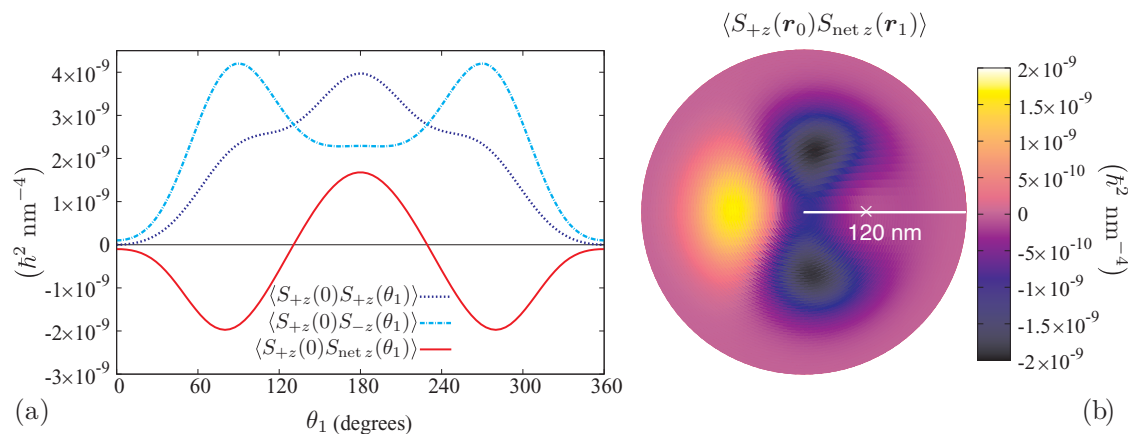 4×10⁻⁹
3×10⁻⁹
2×10⁻⁹
1×10⁻⁹
0
-1×10⁻⁹
-2×10⁻⁹
-3×10⁻⁹
(ℏ² nm⁻⁴)
⟨S₊z(0)S₊z(θ₁)⟩
⟨S₊z(0)S₋z(θ₁)⟩
⟨S₊z(0)Sₙₑₜ z(θ₁)⟩
0 60 120 180 240 300 360
θ₁ (degrees)
(a)
⟨S₊z(r₀)Sₙₑₜ z(r₁)⟩
120 nm
2×10⁻⁹
1.5×10⁻⁹
1×10⁻⁹
5×10⁻¹⁰
0
-5×10⁻¹⁰
-1×10⁻⁹
-1.5×10⁻⁹
-2×10⁻⁹
(ℏ² nm⁻⁴)
(b)